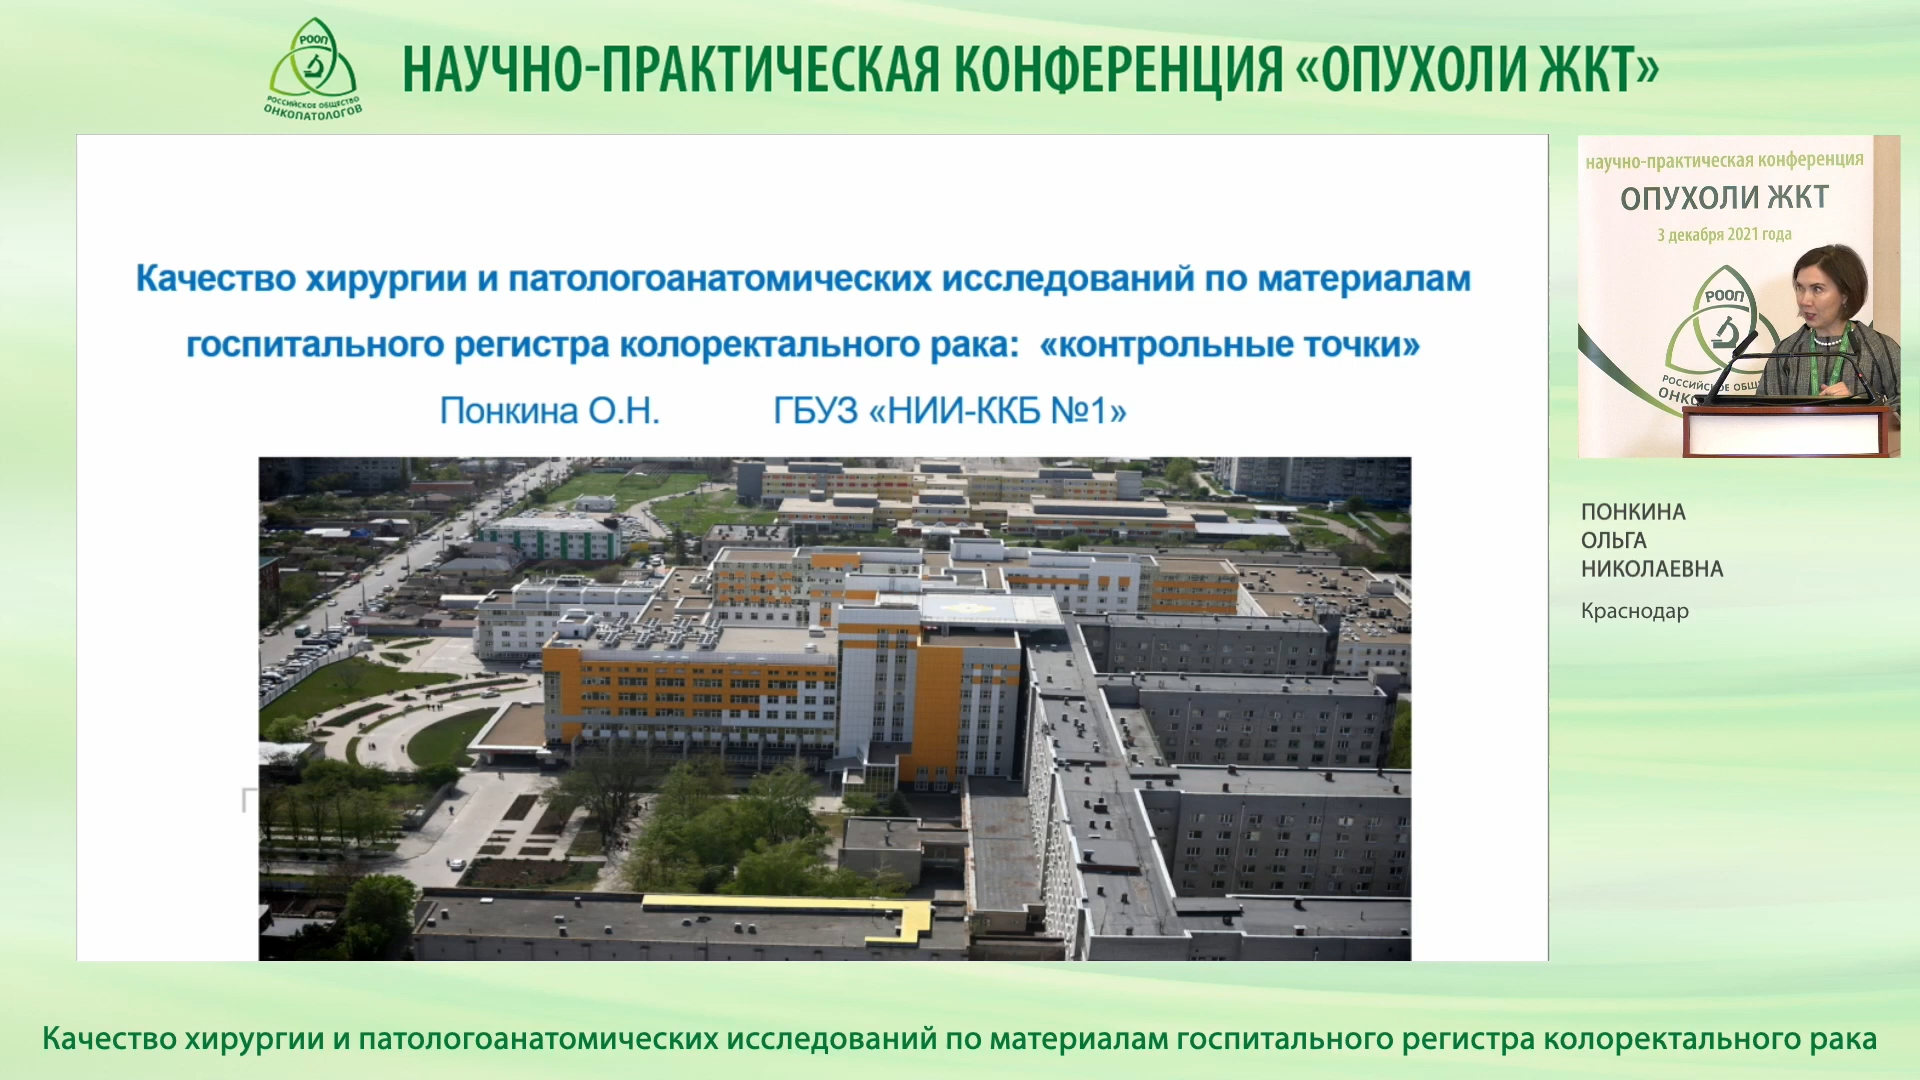 РООП
РОССИЙСКОЕ ОБЩЕСТВО
ОНКОПАТОЛОГОВ
НАУЧНО-ПРАКТИЧЕСКАЯ КОНФЕРЕНЦИЯ «ОПУХОЛИ ЖКТ»
Качество хирургии и патологоанатомических исследований по материалам
госпитального регистра колоректального рака: «контрольные точки»
Понкина О.Н. ГБУЗ «НИИ-ККБ №1»
Г
научно-практическая конференция
ОПУХОЛИ ЖКТ
3 декабря 2021 года
РООП
ПОНКИНА
ОЛЬГА
НИКОЛАЕВНА
Краснодар
Качество хирургии и патологоанатомических исследований по материалам госпитального регистра колоректального рака